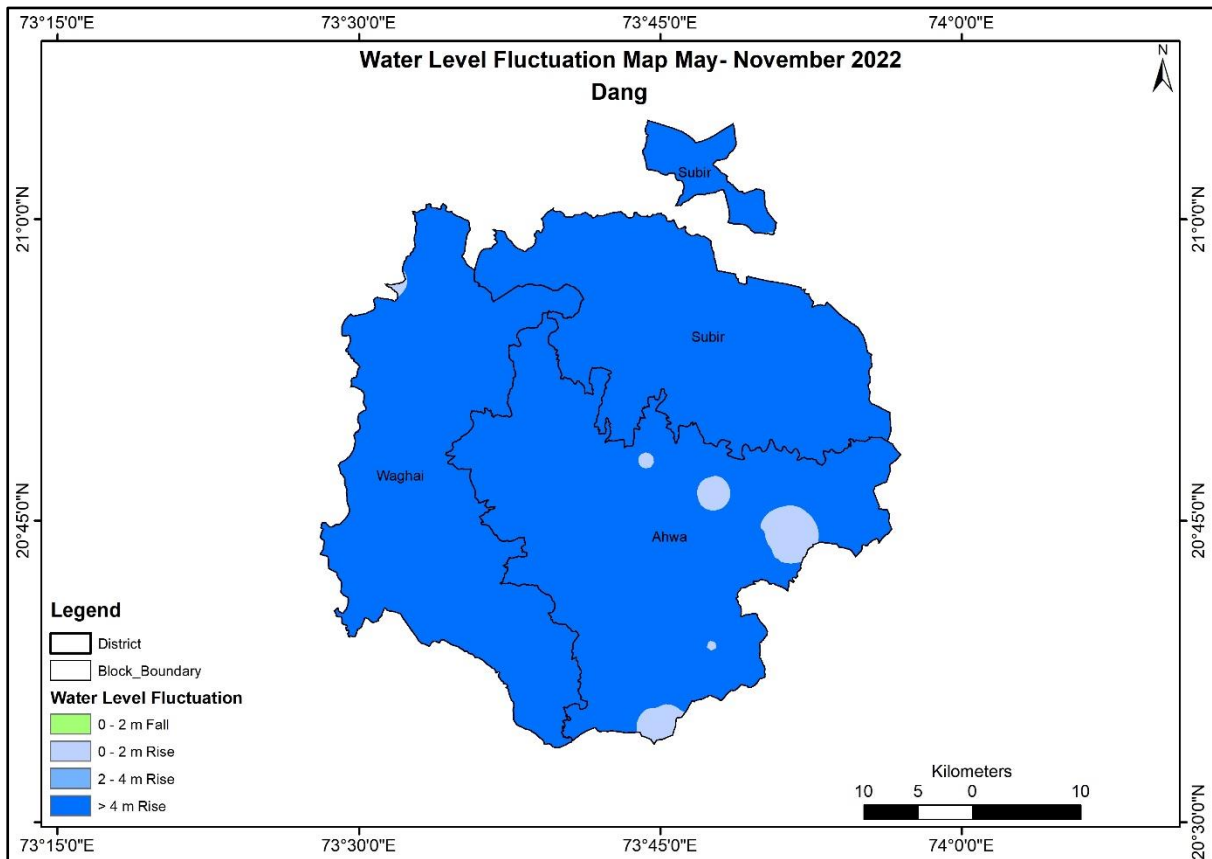 73°15'0"E 73°30'0"E 73°45'0"E 74°0'0"E
Water Level Fluctuation Map May- November 2022
Dang
N
Subir
21°0'0"N 21°0'0"N
Subir
Waghai
20°45'0"N 20°45'0"N
Ahwa
Legend
District
Block_Boundary
Water Level Fluctuation
0 - 2 m Fall
0 - 2 m Rise
2 - 4 m Rise
> 4 m Rise
Kilometers
10 5 0 10
20°30'0"N
73°15'0"E 73°30'0"E 73°45'0"E 74°0'0"E